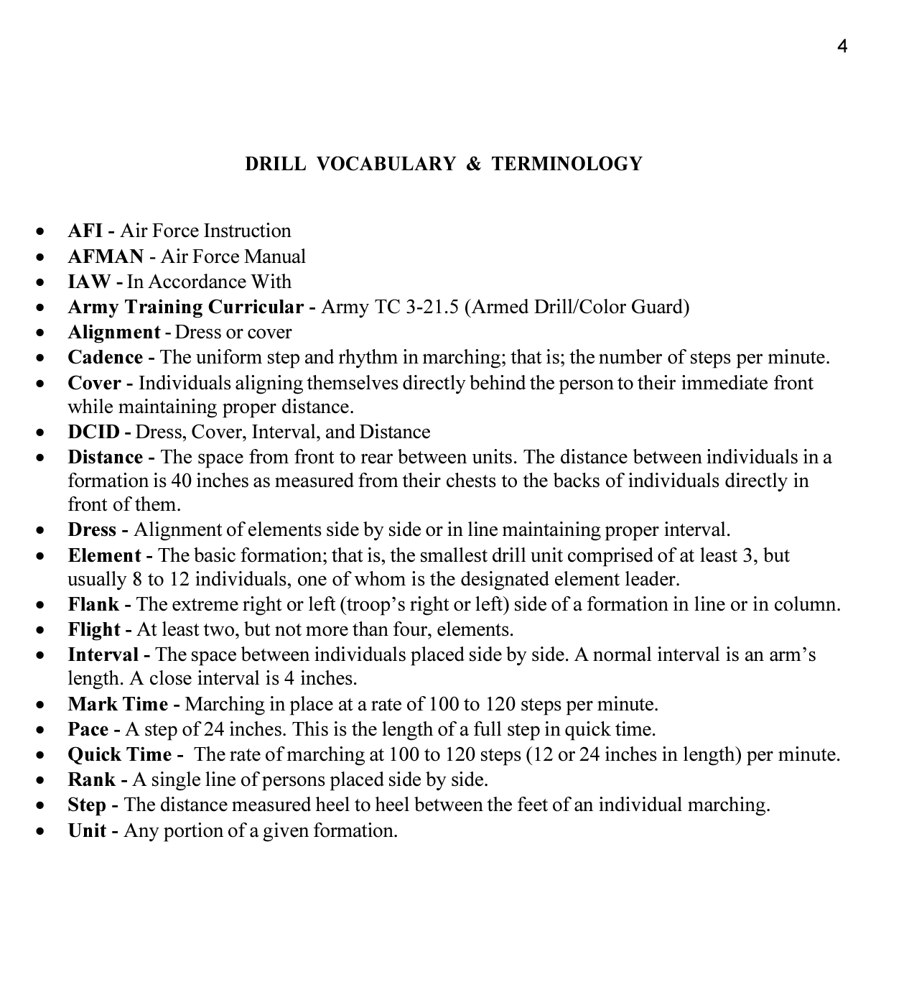 4
DRILL VOCABULARY & TERMINOLOGY
• AFI - Air Force Instruction
• AFMAN - Air Force Manual
• IAW - In Accordance With
• Army Training Curricular - Army TC 3-21.5 (Armed Drill/Color Guard)
• Alignment - Dress or cover
• Cadence - The uniform step and rhythm in marching; that is; the number of steps per minute.
• Cover - Individuals aligning themselves directly behind the person to their immediate front
while maintaining proper distance.
• DCID - Dress, Cover, Interval, and Distance
• Distance - The space from front to rear between units. The distance between individuals in a
formation is 40 inches as measured from their chests to the backs of individuals directly in
front of them.
• Dress - Alignment of elements side by side or in line maintaining proper interval.
• Element - The basic formation; that is, the smallest drill unit comprised of at least 3, but
usually 8 to 12 individuals, one of whom is the designated element leader.
• Flank - The extreme right or left (troop’s right or left) side of a formation in line or in column.
• Flight - At least two, but not more than four, elements.
• Interval - The space between individuals placed side by side. A normal interval is an arm’s
length. A close interval is 4 inches.
• Mark Time - Marching in place at a rate of 100 to 120 steps per minute.
• Pace - A step of 24 inches. This is the length of a full step in quick time.
• Quick Time - The rate of marching at 100 to 120 steps (12 or 24 inches in length) per minute.
• Rank - A single line of persons placed side by side.
• Step - The distance measured heel to heel between the feet of an individual marching.
• Unit - Any portion of a given formation.